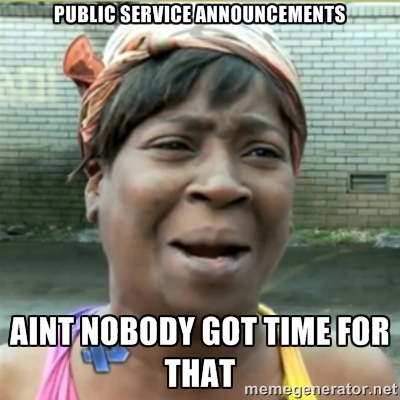 PUBLIC SERVICE ANNOUNCEMENTS
AINT NOBODY GOT TIME FOR
THAT
memegenerator.net